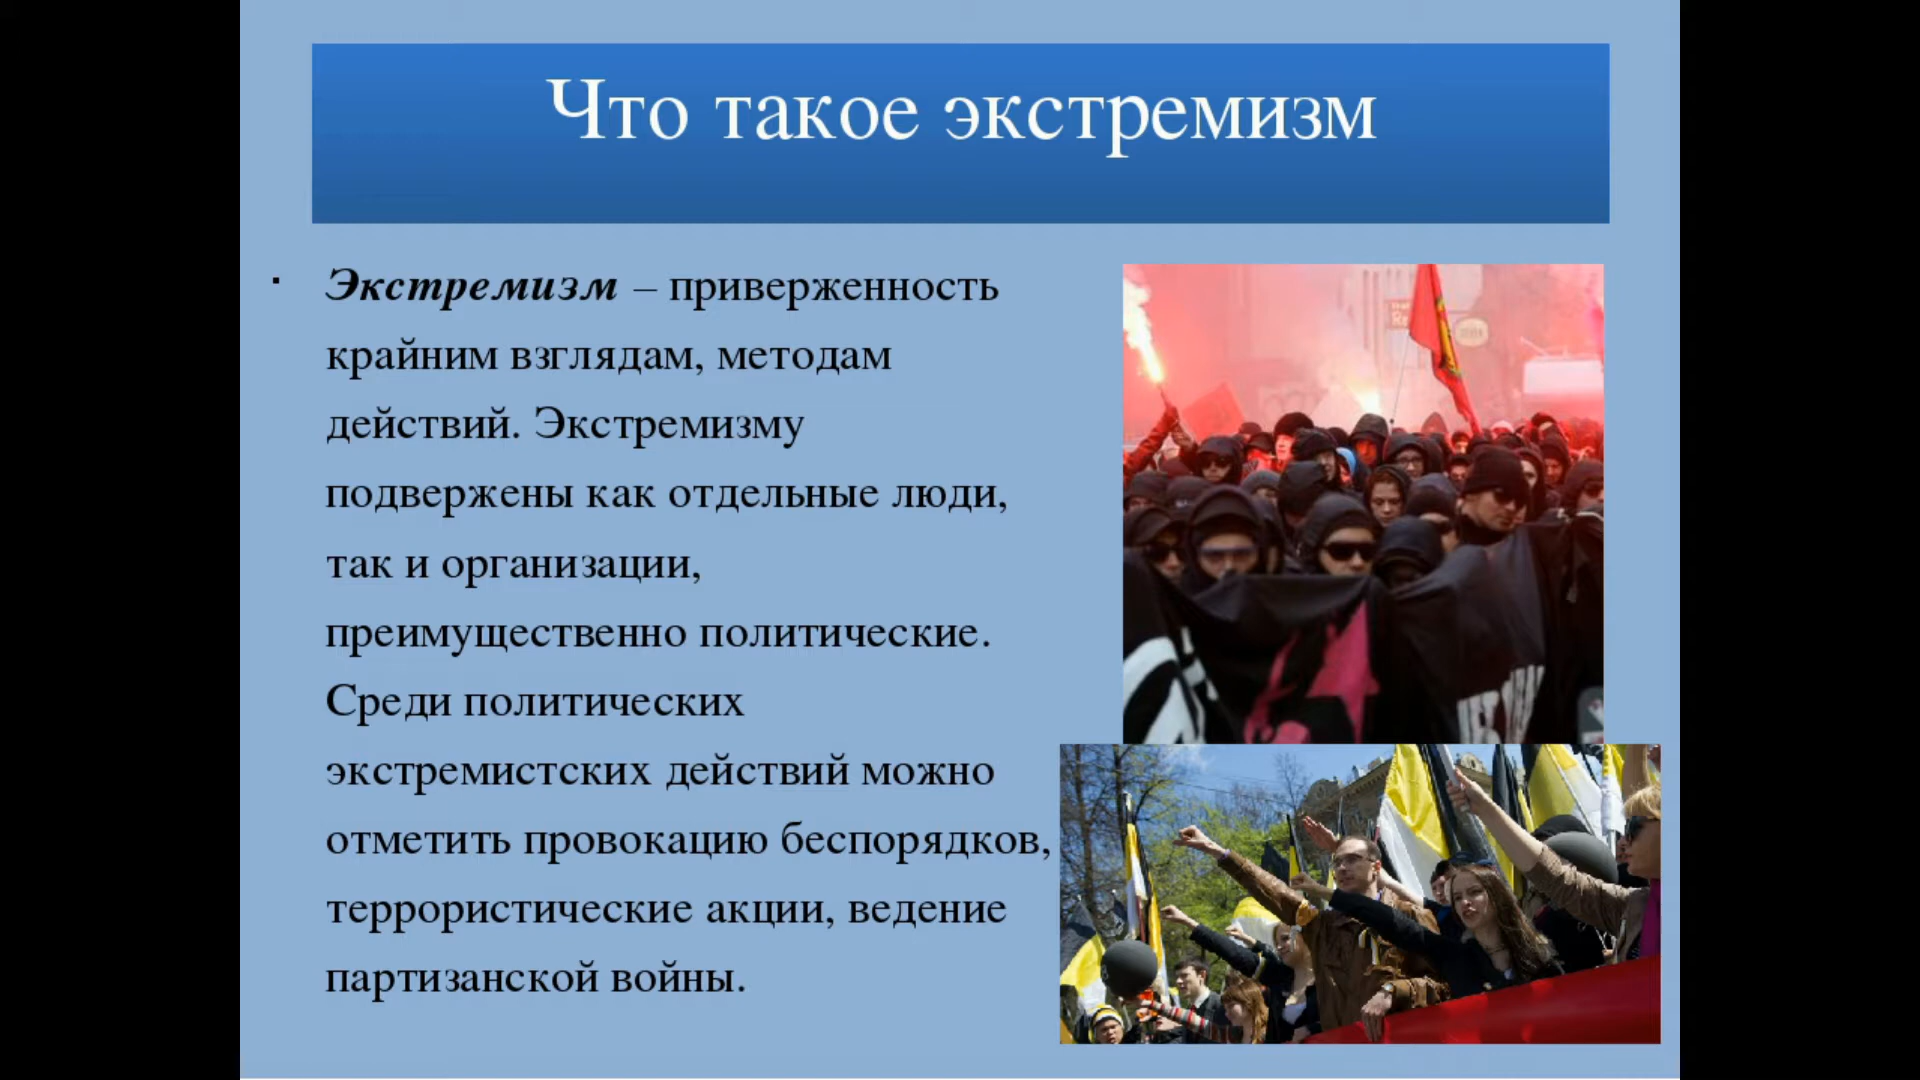 Что такое экстремизм
Экстремизм – приверженность
крайним взглядам, методам
действий. Экстремизму
подвержены как отдельные люди,
так и организации,
преимущественно политические.
Среди политических
экстремистских действий можно
отметить провокацию беспорядков,
террористические акции, ведение
партизанской войны.